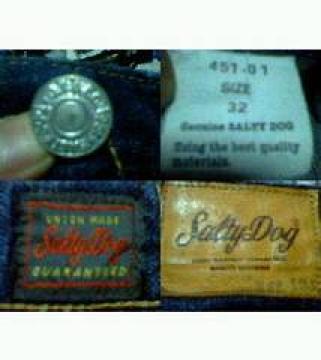 451-01
SIZE
32
Genuine SALTY DOG
Using the best quality
materials.
UNION MADE
SaltyDog
GUARANTEED
SaltyDog